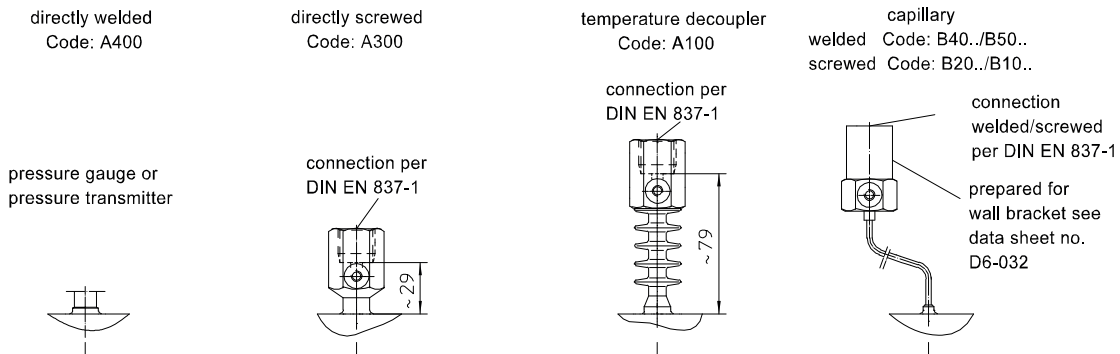 directly welded
Code: A400
pressure gauge or
pressure transmitter
directly screwed
Code: A300
connection per
DIN EN 837-1
~29
temperature decoupler
Code: A100
connection per
DIN EN 837-1
~79
capillary
welded Code: B40../B50..
screwed Code: B20../B10..
connection
welded/screwed
per DIN EN 837-1
prepared for
wall bracket see
data sheet no.
D6-032